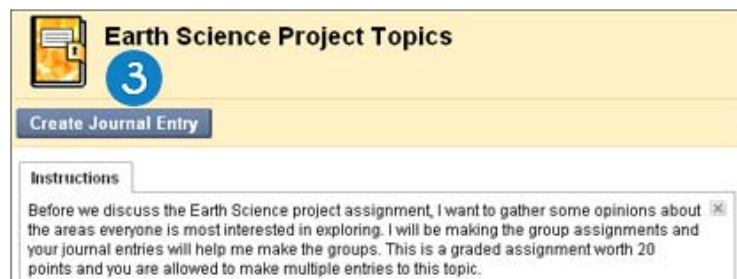 Earth Science Project Topics
3
Create Journal Entry
Instructions
Before we discuss the Earth Science project assignment, I want to gather some opinions about
the areas everyone is most interested in exploring. I will be making the group assignments and
your journal entries will help me make the groups. This is a graded assignment worth 20
points and you are allowed to make multiple entries to this topic.